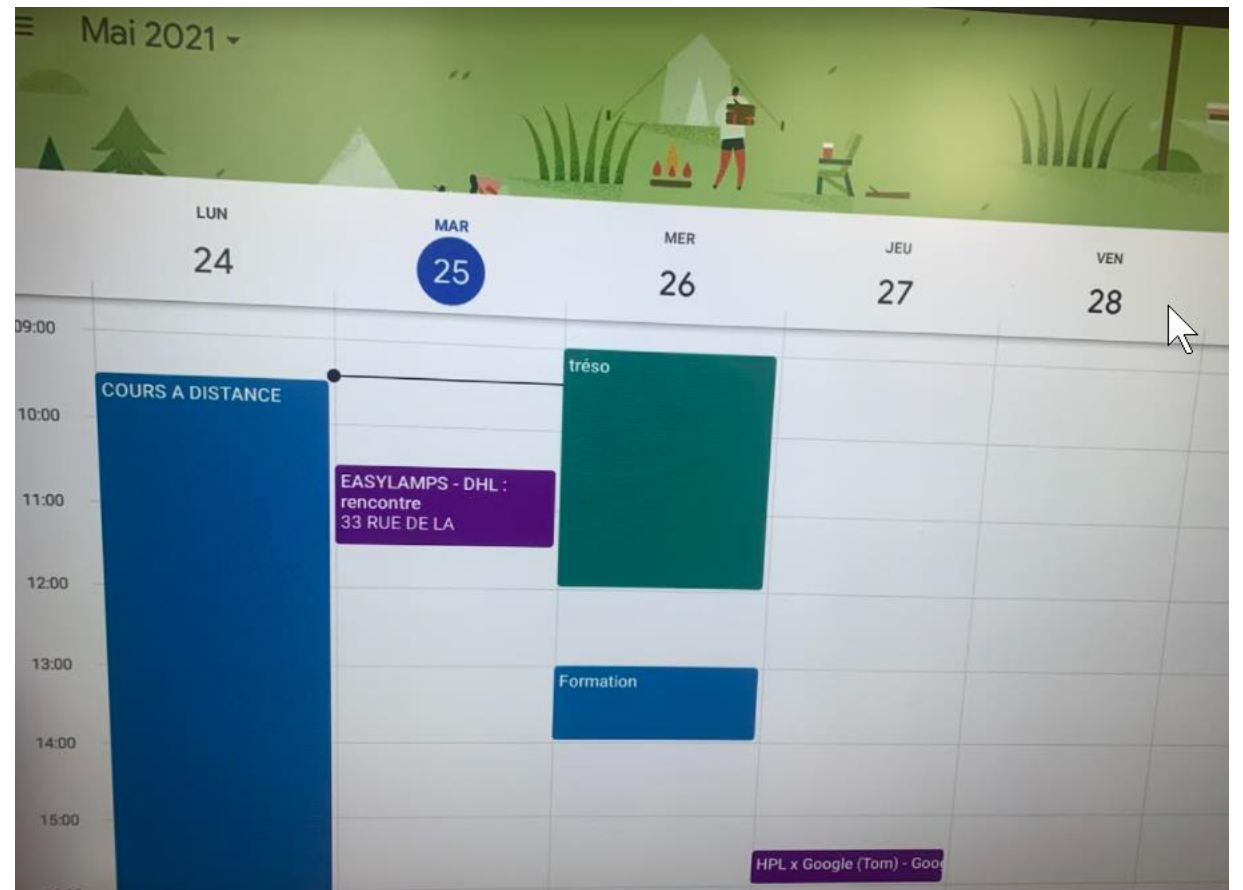 Mai 2021
LUN
MAR
MER
JEU
VEN
24
25
26
27
28
09:00
10:00
11:00
12:00
13:00
14:00
15:00
COURS A DISTANCE
EASYLAMPS - DHL :
rencontre
33 RUE DE LA
tréso
Formation
HPL x Google (Tom) -